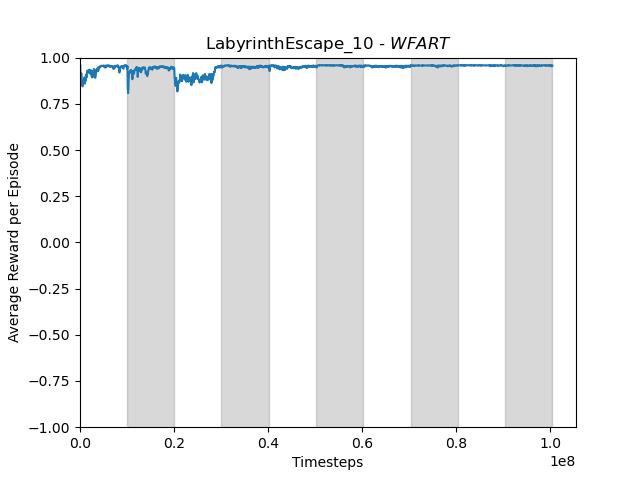 LabyrinthEscape_10 - WFART
1.00
0.75
0.50
0.25
0.00
−0.25
−0.50
−0.75
−1.00
Average Reward per Episode
0.0 0.2 0.4 0.6 0.8 1.0
1e8
Timesteps